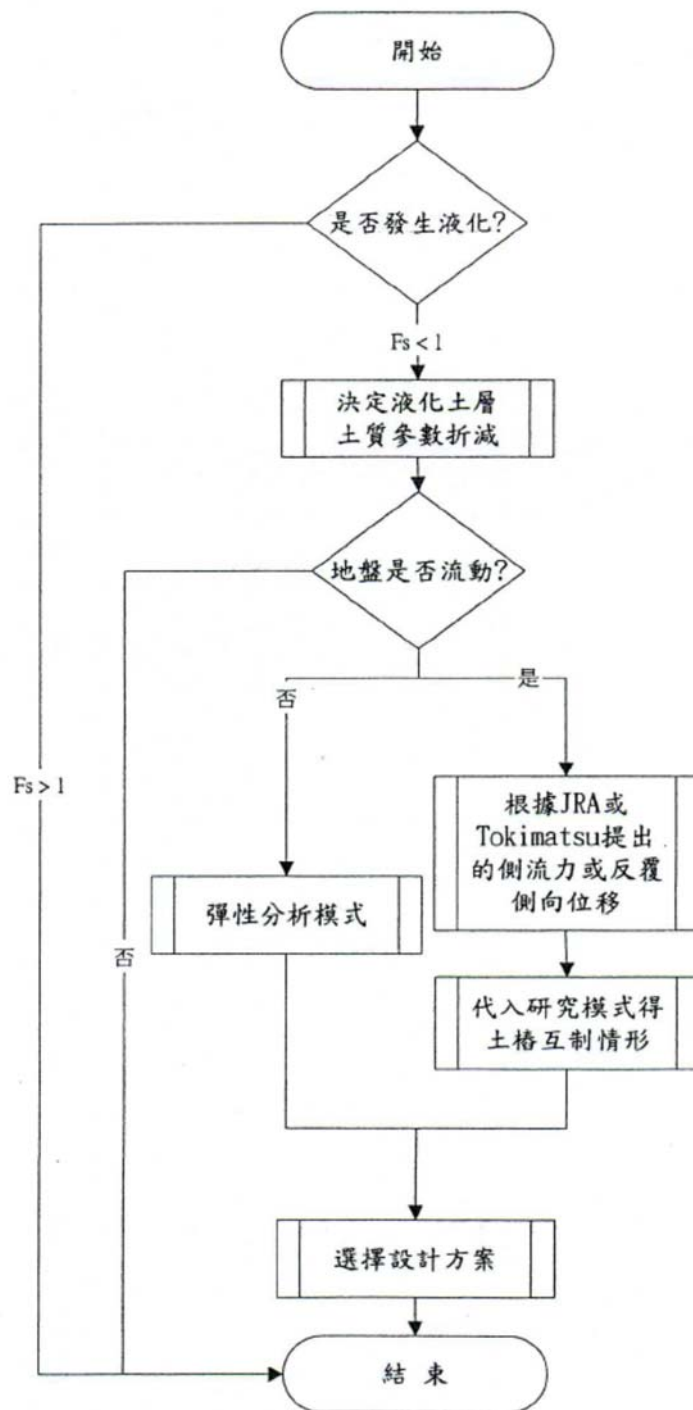 開始
是否發生液化?
Fs < 1
決定液化土層
土質參數折減
地盤是否流動?
否
是
Fs > 1
根據JRA或
Tokimatsu提出
的側流力或反覆
側向位移
彈性分析模式
否
代入研究模式得
土樁互制情形
選擇設計方案
結束